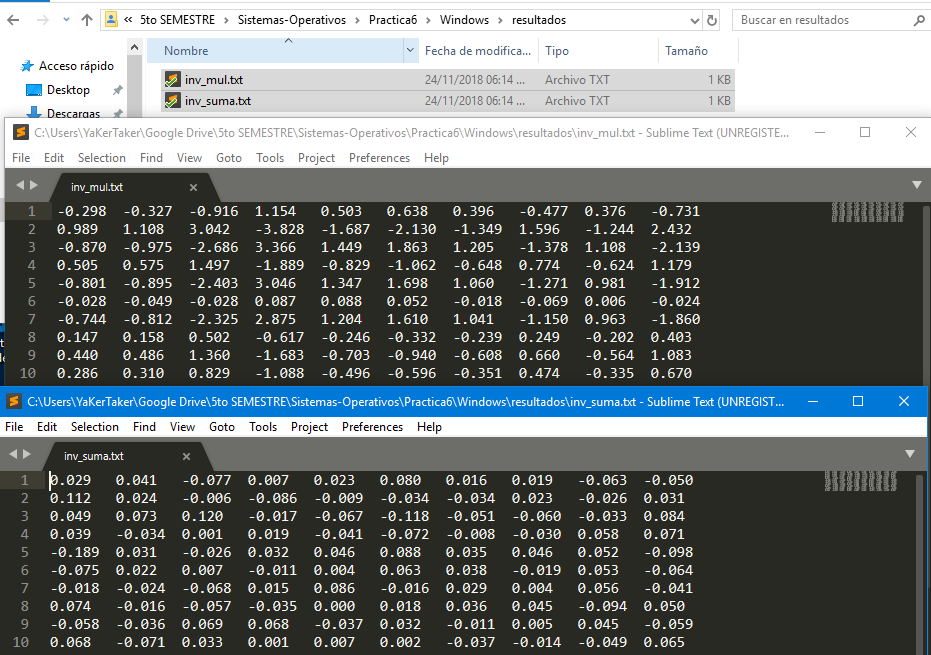 « 5to SEMESTRE › Sistemas-Operativos › Practica6 › Windows › resultados
Buscar en resultados
Nombre Fecha de modifica... Tipo Tamaño
Acceso rápido
inv_mul.txt 24/11/2018 06:14 ... Archivo TXT 1 KB
Desktop
inv_suma.txt 24/11/2018 06:14 ... Archivo TXT 1 KB
Descargas
C:\Users\YaKerTaker\Google Drive\5to SEMESTRE\Sistemas-Operativos\Practica6\Windows\resultados\inv_mul.txt - Sublime Text (UNREGISTE...
File Edit Selection Find View Goto Tools Project Preferences Help
inv_mul.txt
1 -0.298 -0.327 -0.916 1.154 0.503 0.638 0.396 -0.477 0.376 -0.731
2 0.989 1.108 3.042 -3.828 -1.687 -2.130 -1.349 1.596 -1.244 2.432
3 -0.870 -0.975 -2.686 3.366 1.449 1.863 1.205 -1.378 1.108 -2.139
4 0.505 0.575 1.497 -1.889 -0.829 -1.062 -0.648 0.774 -0.624 1.179
5 -0.801 -0.895 -2.403 3.046 1.347 1.698 1.060 -1.271 0.981 -1.912
6 -0.028 -0.049 -0.028 0.087 0.088 0.052 -0.018 -0.069 0.006 -0.024
7 -0.744 -0.812 -2.325 2.875 1.204 1.610 1.041 -1.150 0.963 -1.860
8 0.147 0.158 0.502 -0.617 -0.246 -0.332 -0.239 0.249 -0.202 0.403
9 0.440 0.486 1.360 -1.683 -0.703 -0.940 -0.608 0.660 -0.564 1.083
10 0.286 0.310 0.829 -1.088 -0.496 -0.596 -0.351 0.474 -0.335 0.670
C:\Users\YaKerTaker\Google Drive\5to SEMESTRE\Sistemas-Operativos\Practica6\Windows\resultados\inv_suma.txt - Sublime Text (UNREGIST...
File Edit Selection Find View Goto Tools Project Preferences Help
inv_suma.txt
1 0.029 0.041 -0.077 0.007 0.023 0.080 0.016 0.019 -0.063 -0.050
2 0.112 0.024 -0.006 -0.086 -0.009 -0.034 -0.034 0.023 -0.026 0.031
3 0.049 0.073 0.120 -0.017 -0.067 -0.118 -0.051 -0.060 -0.033 0.084
4 0.039 -0.034 0.001 0.019 -0.041 -0.072 -0.008 -0.030 0.058 0.071
5 -0.189 0.031 -0.026 0.032 0.046 0.088 0.035 0.046 0.052 -0.098
6 -0.075 0.022 0.007 -0.011 0.004 0.063 0.038 -0.019 0.053 -0.064
7 -0.018 -0.024 -0.068 0.015 0.086 -0.016 0.029 0.004 0.056 -0.041
8 0.074 -0.016 -0.057 -0.035 0.000 0.018 0.036 0.045 -0.094 0.050
9 -0.058 -0.036 0.069 0.068 -0.037 0.032 -0.011 0.005 0.045 -0.059
10 0.068 -0.071 0.033 0.001 0.007 0.002 -0.037 -0.014 -0.049 0.065